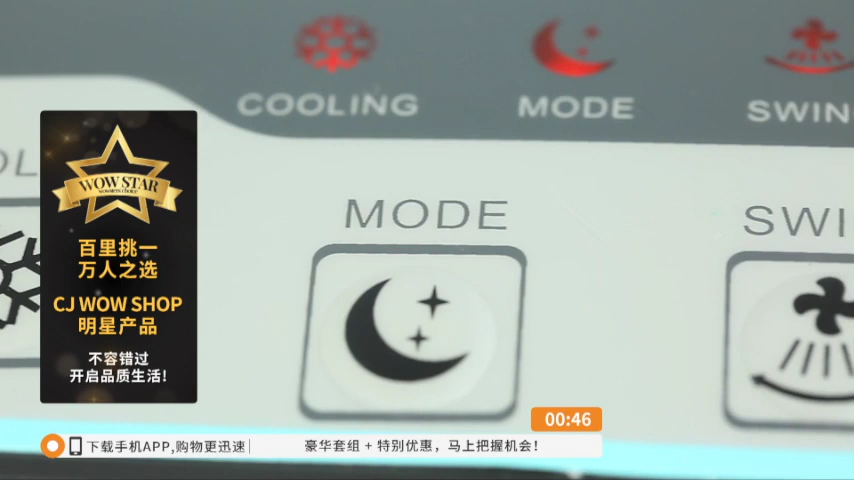 COOLING
MODE
SWIN
OL
MODE
SWI
WOW STAR
百里挑一
万人之选
CJ WOW SHOP
明星产品
不容错过
开启品质生活!
00:46
下载手机APP,购物更迅速
豪华套组 + 特别优惠，马上把握机会!